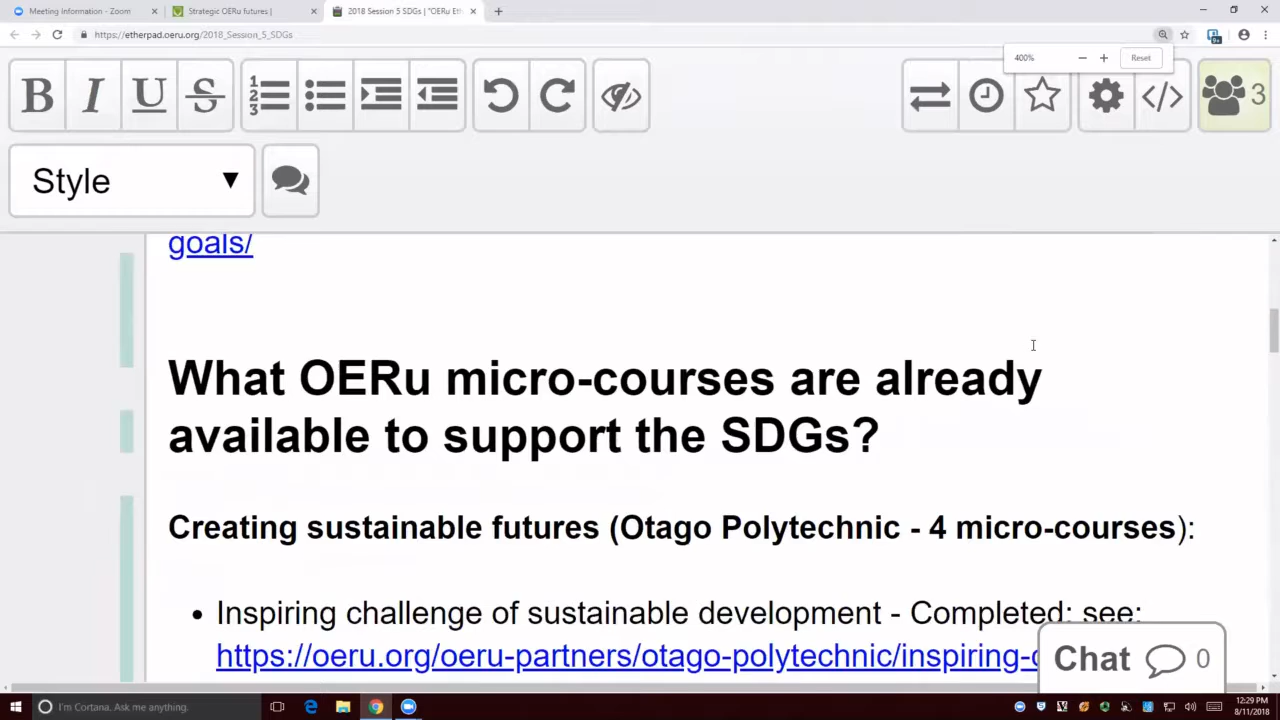 Meeting Information - Zoom
Strategic OERu futures |
2018 Session 5 SDGs | "OERu Eth
https://etherpad.oeru.org/2018_Session_5_SDGs
400%
Reset
B I U S
3
Style
goals/
What OERu micro-courses are already
available to support the SDGs?
Creating sustainable futures (Otago Polytechnic - 4 micro-courses):
Inspiring challenge of sustainable development - Completed: see:
https://oeru.org/oeru-partners/otago-polytechnic/inspiring-
Chat 0
I'm Cortana. Ask me anything.
12:29 PM
8/11/2018